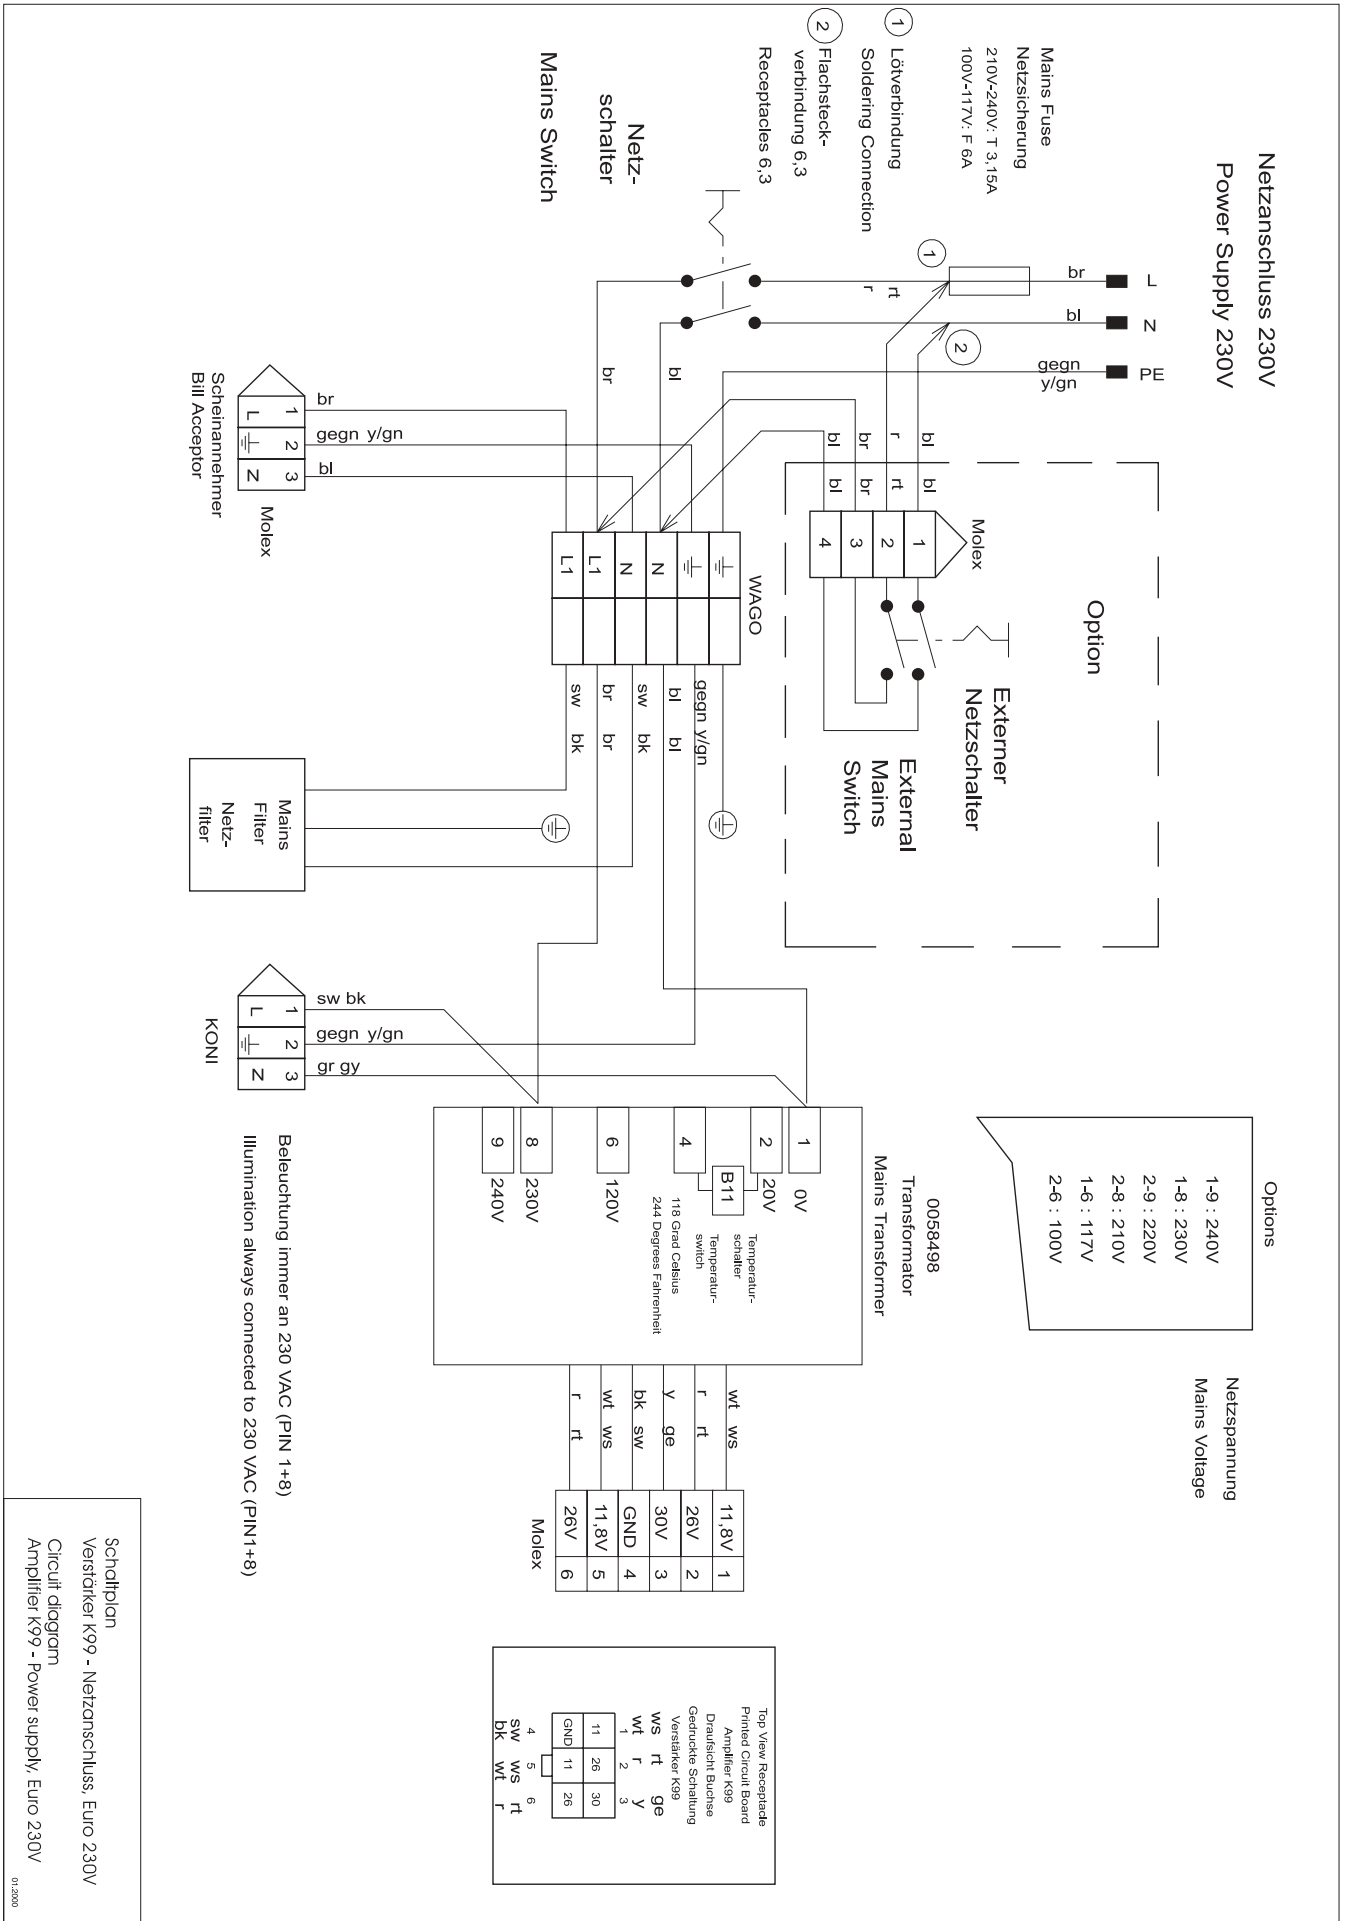 Netzanschluss 230V
Power Supply 230V
Mains Fuse
Netzsicherung
210V-240V: T 3,15A
100V-117V: F 6A
1 Lötverbindung
Soldering Connection
2 Flachsteck-
verbindung 6,3
Receptacles 6,3
Netz-
schalter
Mains Switch
L
N
PE
br
bl
gegn
y/gn
1
2
rt
r
bl
br
bl
r
br
bl
bl
rt
br
bl
Molex
1
2
3
4
Option
Externer
Netzschalter
External
Mains
Switch
WAGO
N
N
L1
L1
gegn y/gn
bl bl
sw bk
br br
sw bk
br
gegn y/gn
bl
1 2 3
L N
Molex
Scheinannehmer
Bill Acceptor
Mains
Filter
Netz-
filter
sw bk
gegn y/gn
gr gy
1 2 3
L N
KONI
Options
1-9 : 240V
1-8 : 230V
2-9 : 220V
2-8 : 210V
1-6 : 117V
2-6 : 100V
Netzspannung
Mains Voltage
0058498
Transformator
Mains Transformer
1 0V
2 20V
B11
4
6 120V
8 230V
9 240V
Temperatur-
schalter
Temperatur-
switch
118 Grad Celsius
244 Degrees Fahrenheit
wt ws
r rt
y ge
bk sw
wt ws
r rt
11,8V 1
26V 2
30V 3
GND 4
11,8V 5
26V 6
Molex
Beleuchtung immer an 230 VAC (PIN 1+8)
Illumination always connected to 230 VAC (PIN1+8)
Top View Receptacle
Printed Circuit Board
Amplifier K99
Draufsicht Buchse
Gedruckte Schaltung
Verstärker K99
ws rt ge
wt r y
1 2 3
11 26 30
GND 11 26
4 5 6
sw ws rt
bk wt r
Schaltplan
Verstärker K99 - Netzanschluss, Euro 230V
Circuit diagram
Amplifier K99 - Power supply, Euro 230V
01.2000